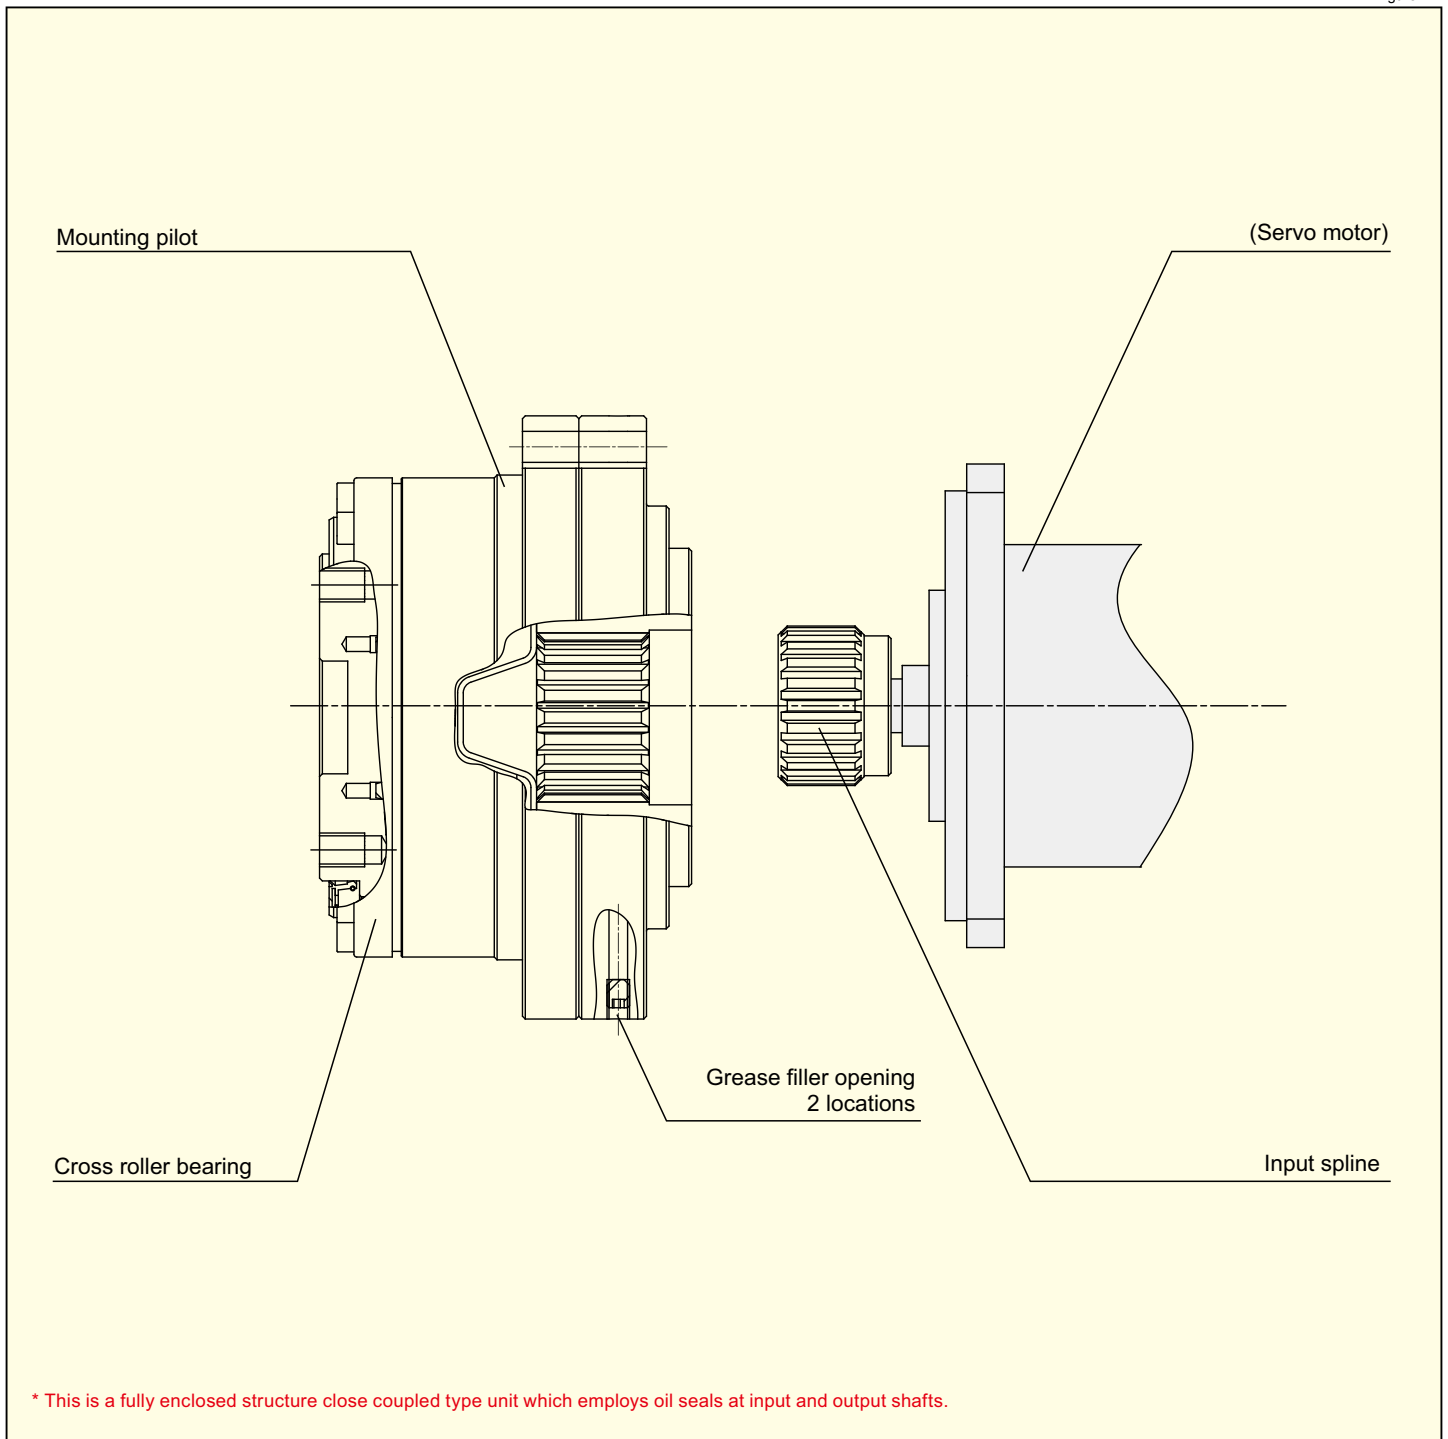 (Servo motor)
Mounting pilot
Grease filler opening
2 locations
Cross roller bearing
Input spline
* This is a fully enclosed structure close coupled type unit which employs oil seals at input and output shafts.